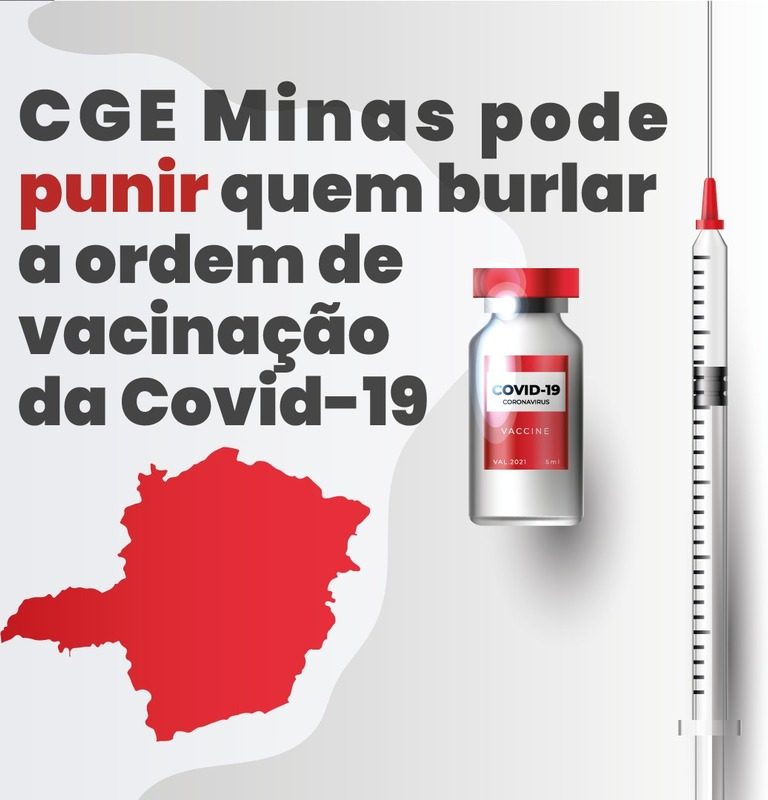 CGE Minas pode
punir quem burlar
a ordem de
vacinação
da Covid-19
COVID-19
CORONAVIRUS
VACCINE
VAL.2021 5ml